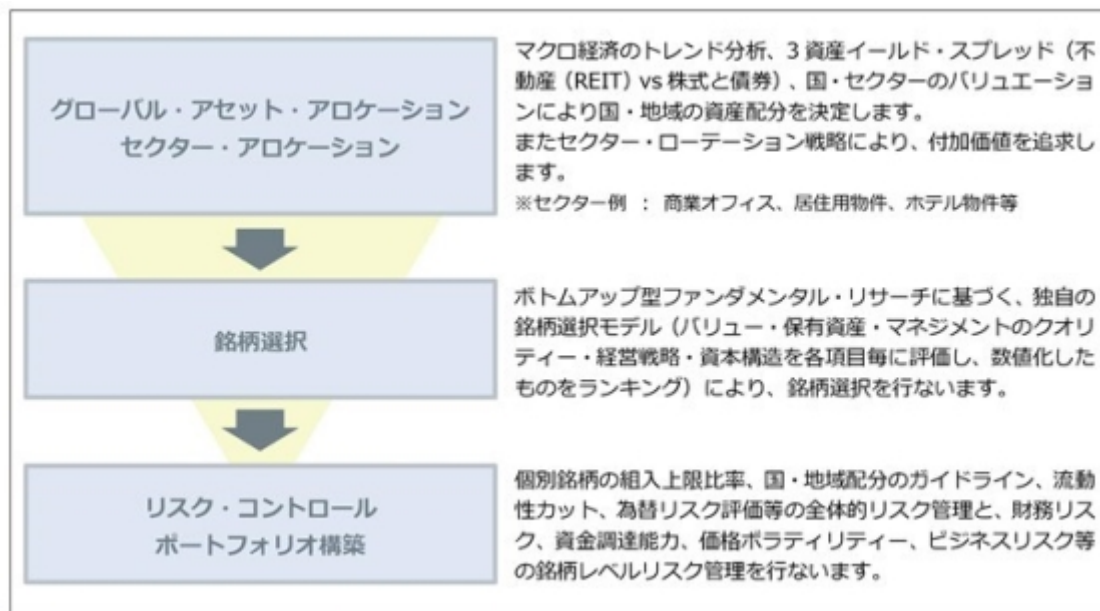 グローバル・アセット・アロケーション
セクター・アロケーション
マクロ経済のトレンド分析、3 資産イールド・スプレッド（不
動産（REIT）vs 株式と債券）、国・セクターのバリュエーショ
ンにより国・地域の資産配分を決定します。
またセクター・ローテーション戦略により、付加価値を追求し
ます。
※セクター例 ： 商業オフィス、居住用物件、ホテル物件等
銘柄選択
ボトムアップ型ファンダメンタル・リサーチに基づく、独自の
銘柄選択モデル（バリュー・保有資産・マネジメントのクオリ
ティー・経営戦略・資本構造を各項目毎に評価し、数値化した
ものをランキング）により、銘柄選択を行ないます。
リスク・コントロール
ポートフォリオ構築
個別銘柄の組入上限比率、国・地域配分のガイドライン、流動
性カット、為替リスク評価等の全体的リスク管理と、財務リス
ク、資金調達能力、価格ボラティリティー、ビジネスリスク等
の銘柄レベルリスク管理を行ないます。